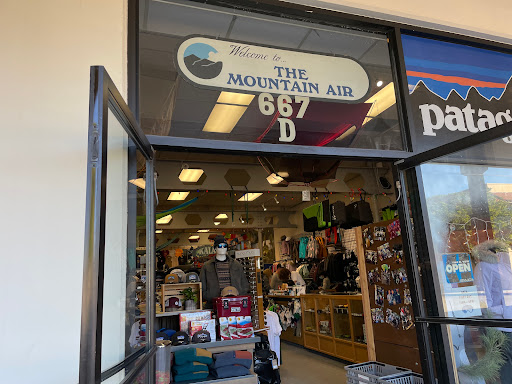 Welcome to...
THE
MOUNTAIN AIR
667
D
patag
OPEN